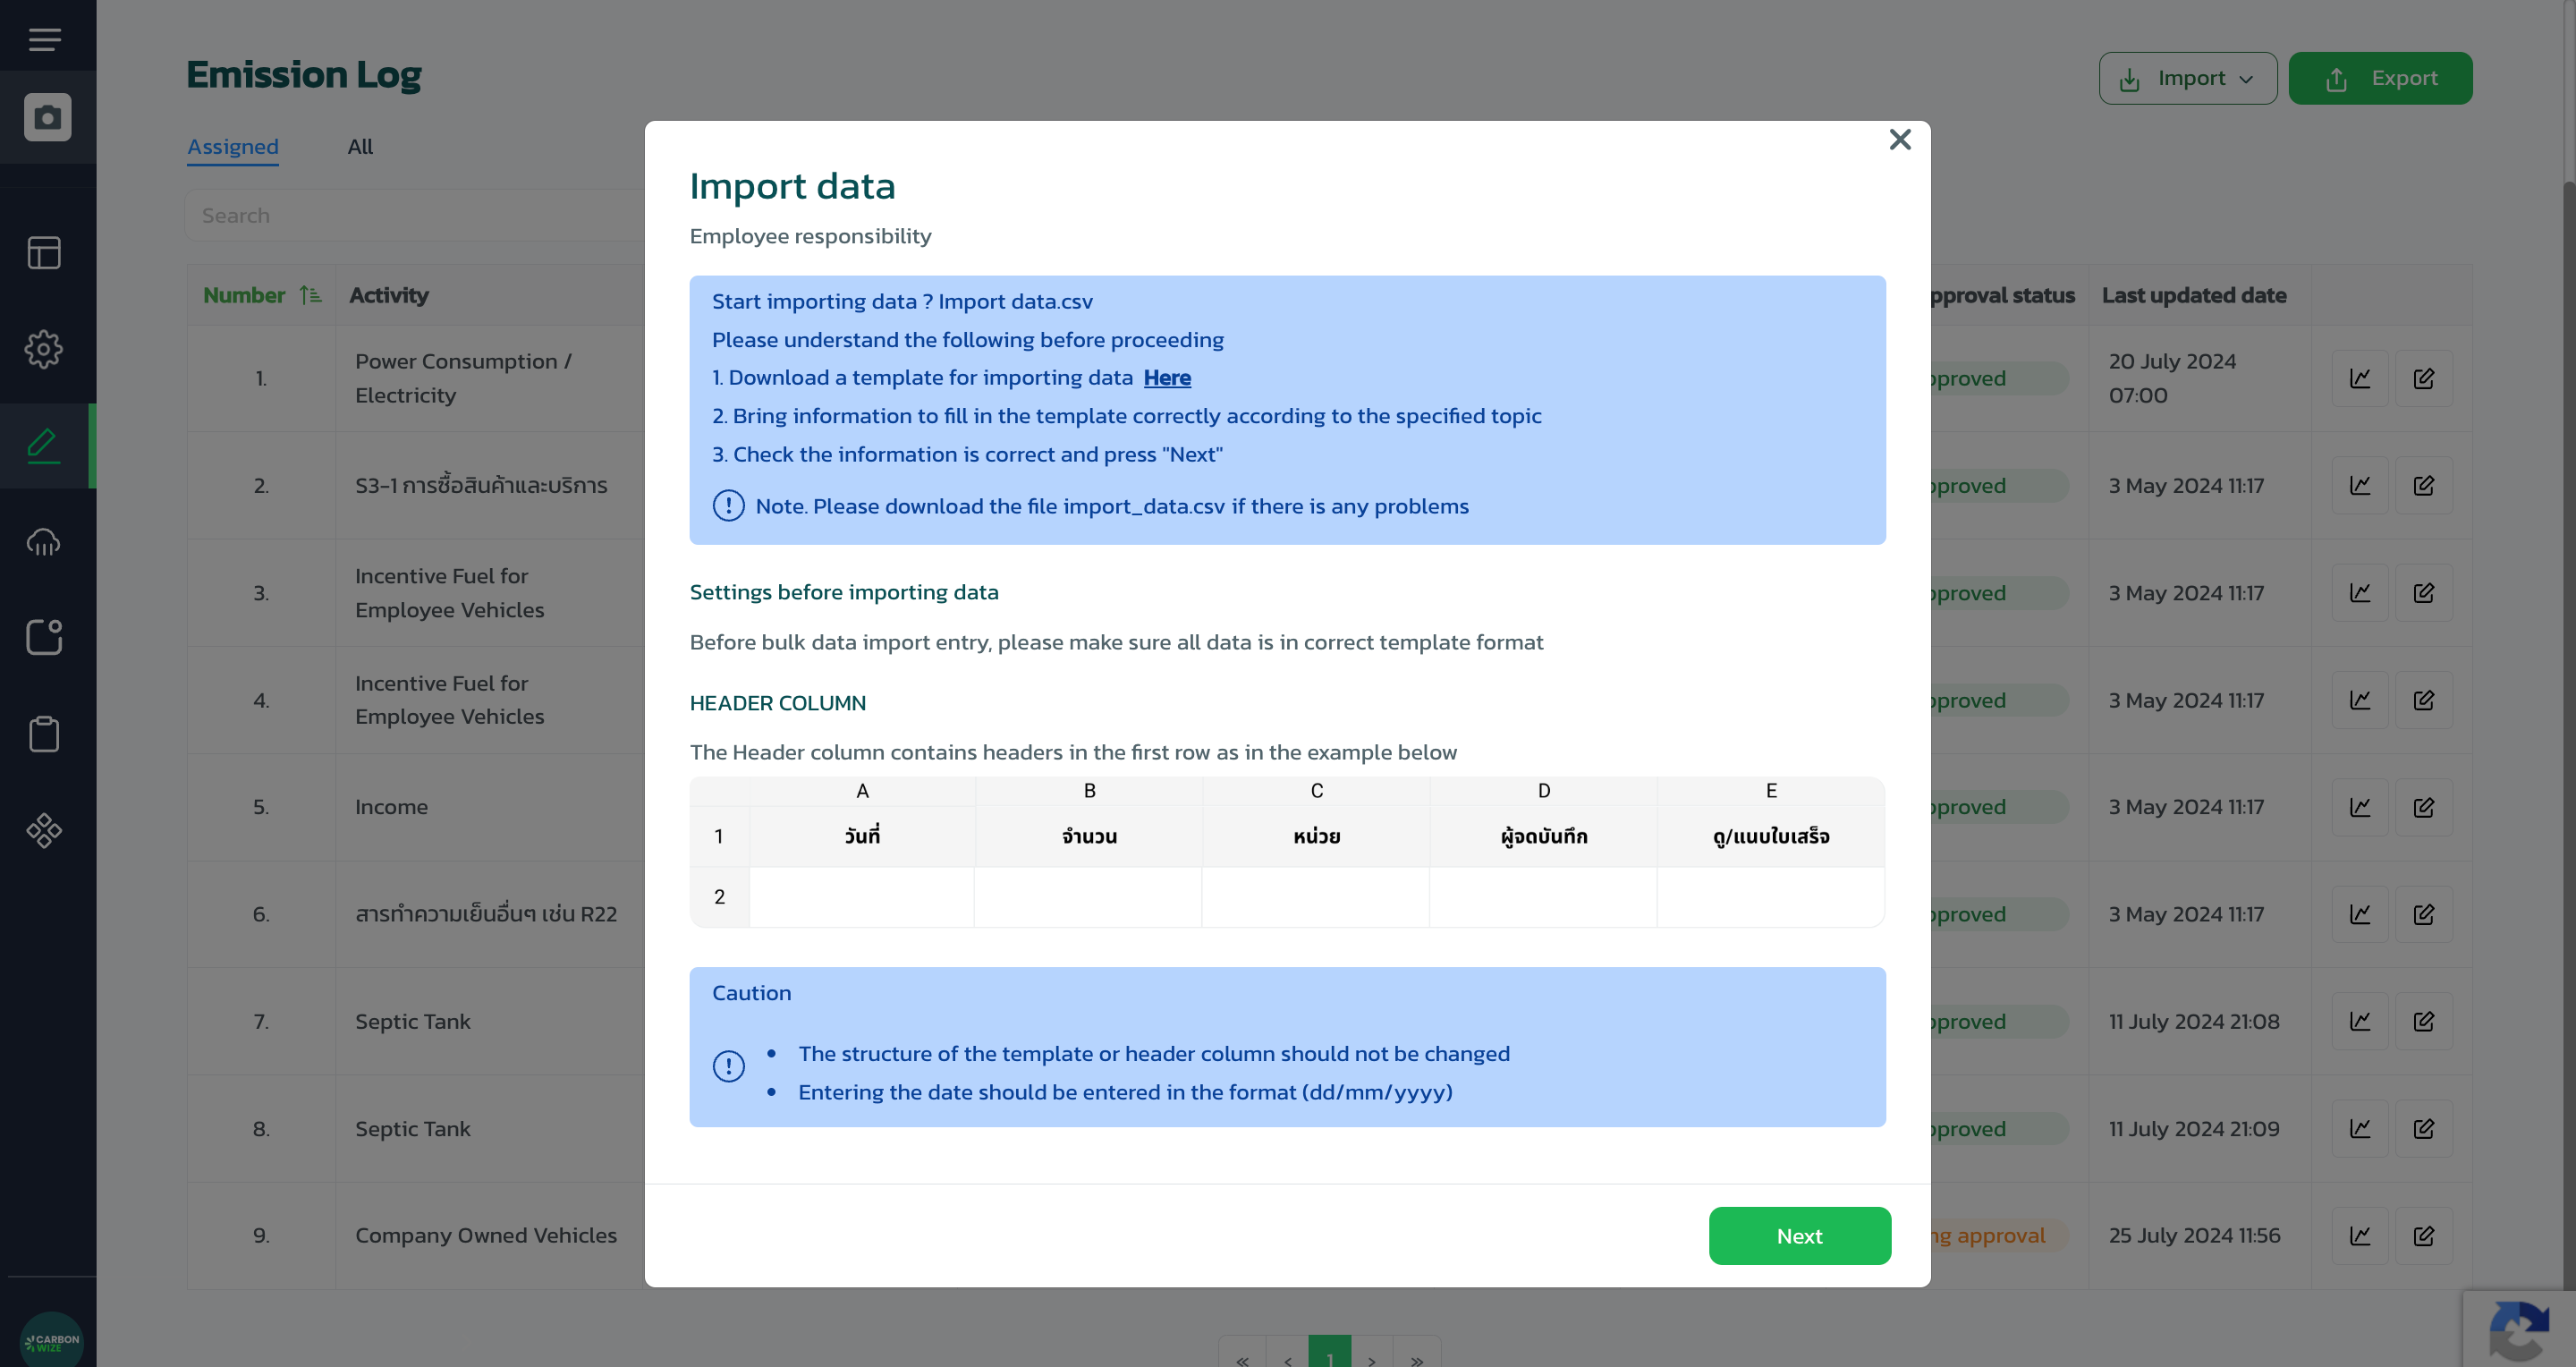 Emission Log
Import
Export
Assigned
All
Search
Number
Activity
Approval status
Last updated date
1.
Power Consumption /
Electricity
20 July 2024
07:00
2.
S3-1 การซื้อสินค้าและบริการ
3 May 2024 11:17
3.
Incentive Fuel for
Employee Vehicles
3 May 2024 11:17
4.
Incentive Fuel for
Employee Vehicles
3 May 2024 11:17
5.
Income
3 May 2024 11:17
6.
สารทำความเย็นอื่นๆ เช่น R22
3 May 2024 11:17
7.
Septic Tank
11 July 2024 21:08
8.
Septic Tank
11 July 2024 21:09
9.
Company Owned Vehicles
approval
25 July 2024 11:56
Import data
Employee responsibility
Start importing data ? Import data.csv
Please understand the following before proceeding
1. Download a template for importing data Here
2. Bring information to fill in the template correctly according to the specified topic
3. Check the information is correct and press "Next"
Note. Please download the file import_data.csv if there is any problems
Settings before importing data
Before bulk data import entry, please make sure all data is in correct template format
HEADER COLUMN
The Header column contains headers in the first row as in the example below
A B C D E
1 วันที่ จำนวน หน่วย ผู้จดบันทึก ดู/แนบใบเสร็จ
2
Caution
• The structure of the template or header column should not be changed
• Entering the date should be entered in the format (dd/mm/yyyy)
Next
CARBON
WIZE
« ‹ 1 › »